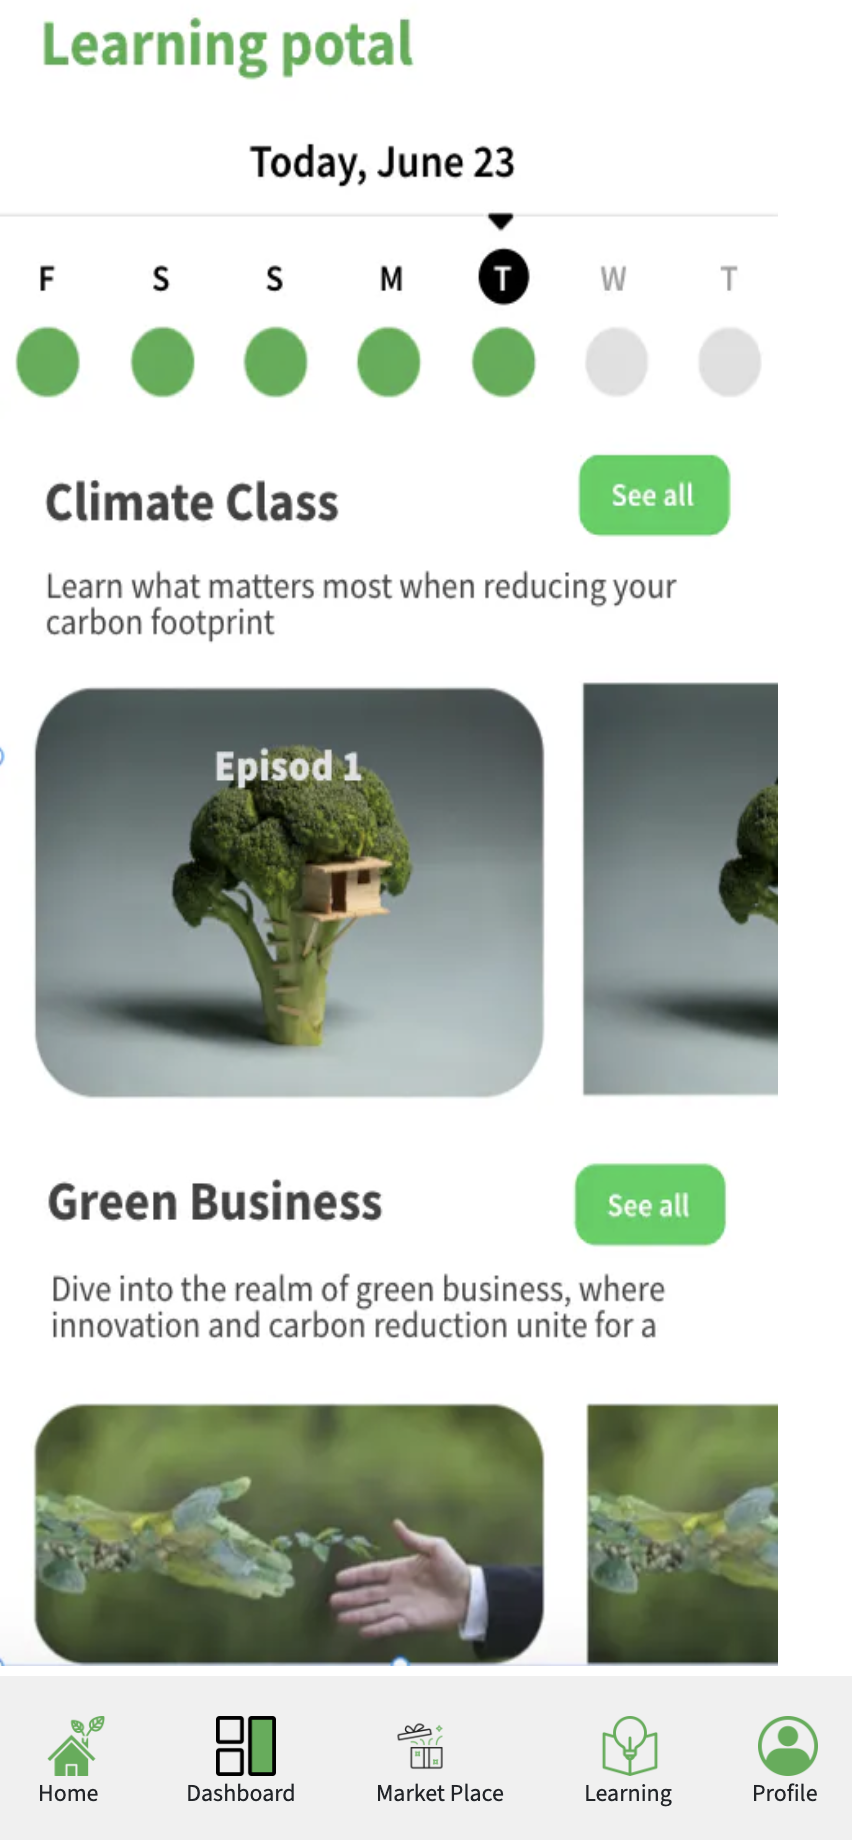 Learning potal
Today, June 23
F S S M T W T
Climate Class
See all
Learn what matters most when reducing your
carbon footprint
Episod 1
Green Business
See all
Dive into the realm of green business, where
innovation and carbon reduction unite for a
Home Dashboard Market Place Learning Profile